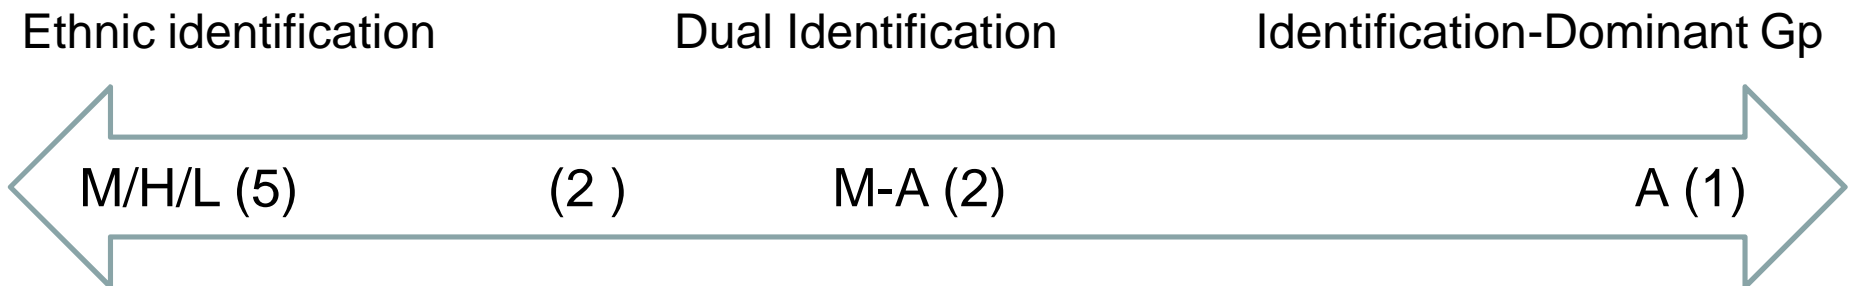 Ethnic identification Dual Identification Identification-Dominant Gp
M/H/L (5) (2 ) M-A (2) A (1)